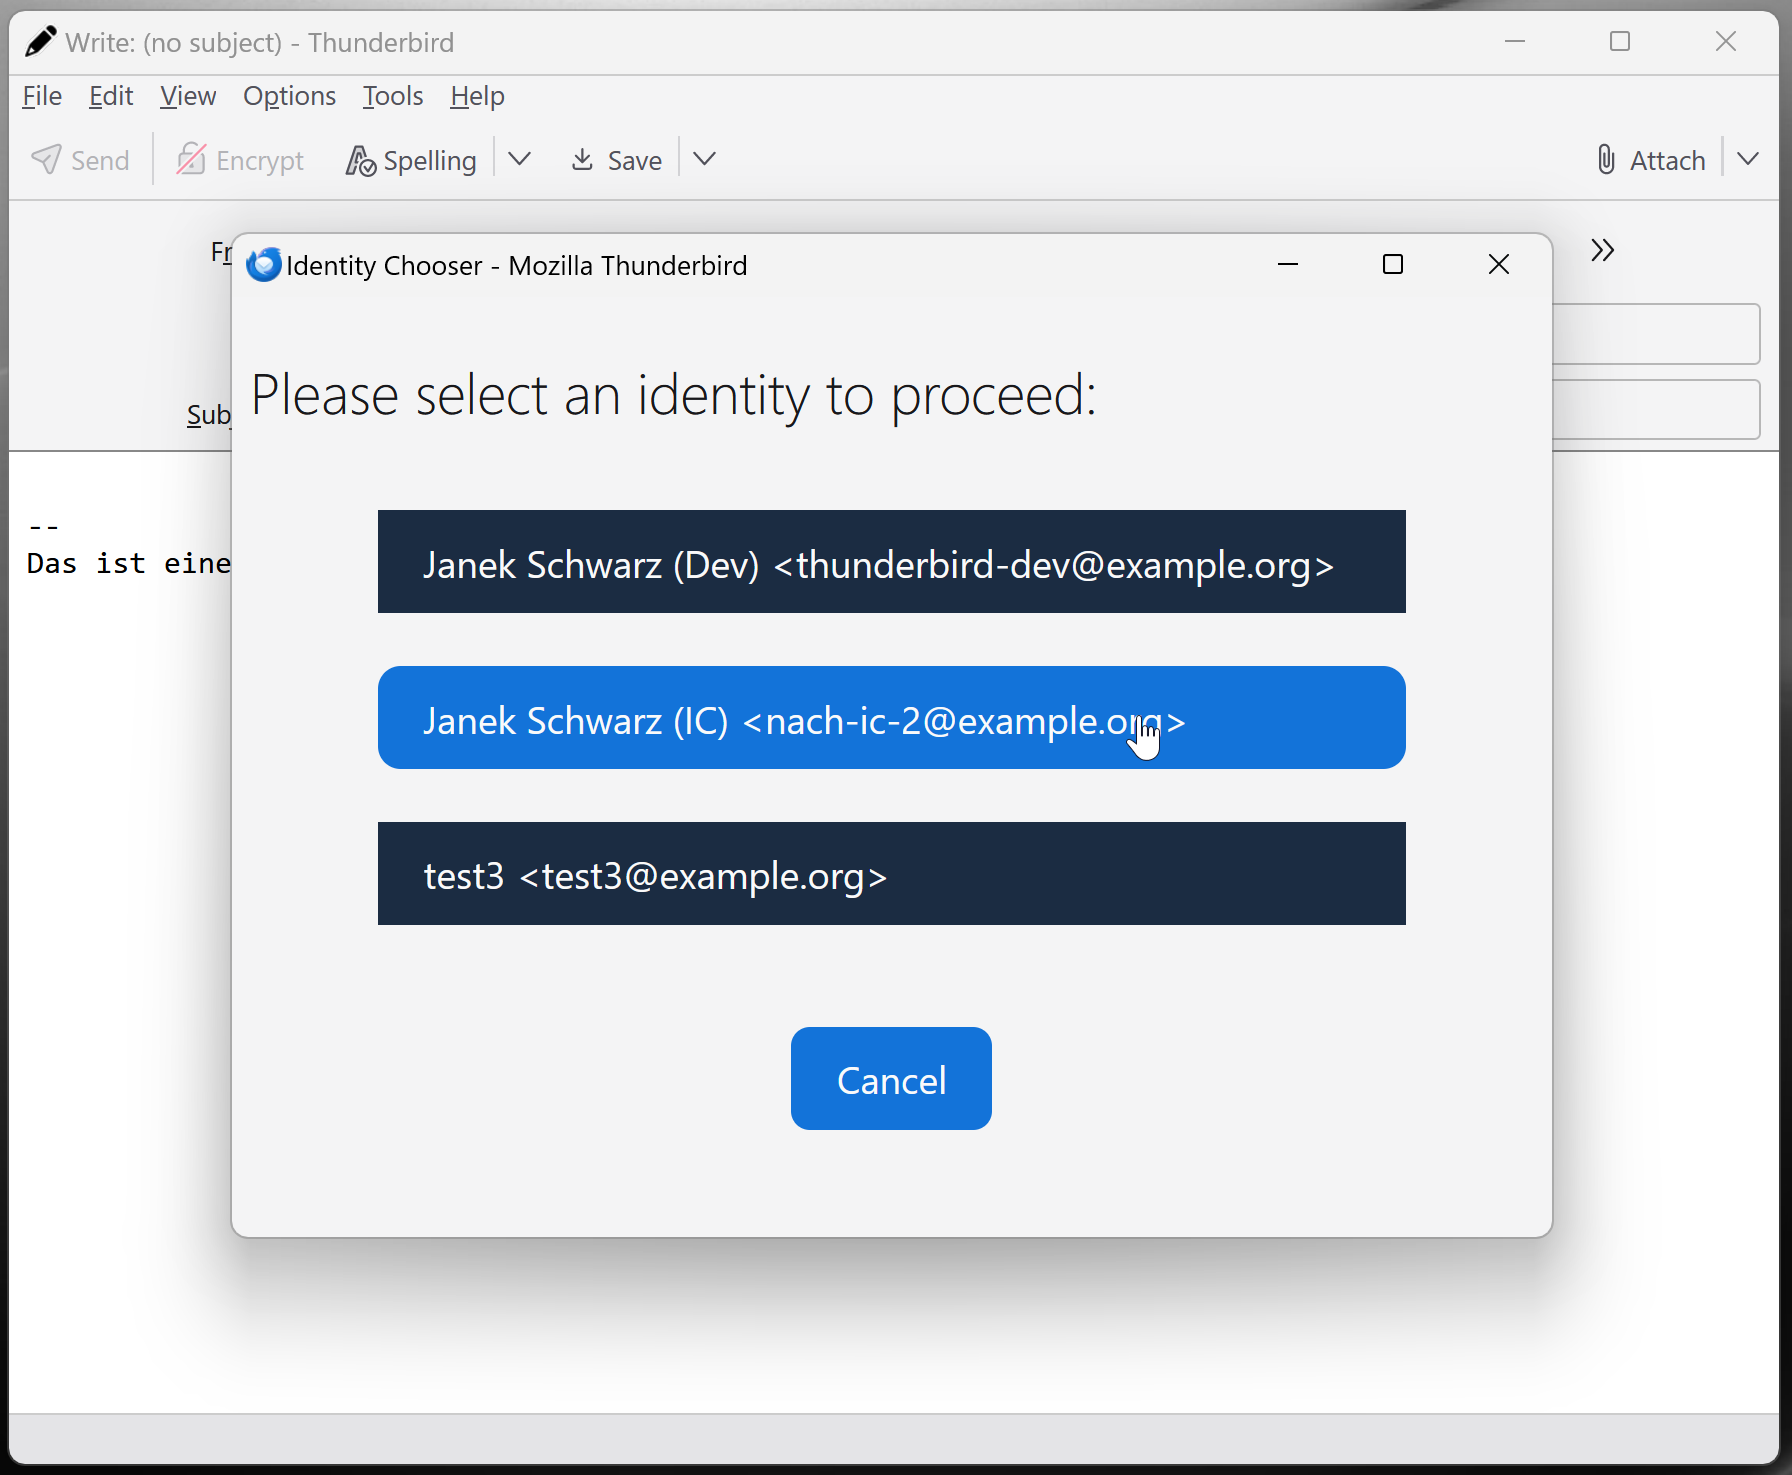 Write: (no subject) - Thunderbird
File Edit View Options Tools Help
Send Encrypt Spelling Save Attach
Identity Chooser - Mozilla Thunderbird
Please select an identity to proceed:
--
Das ist eine
Janek Schwarz (Dev) <thunderbird-dev@example.org>
Janek Schwarz (IC) <nach-ic-2@example.org>
test3 <test3@example.org>
Cancel